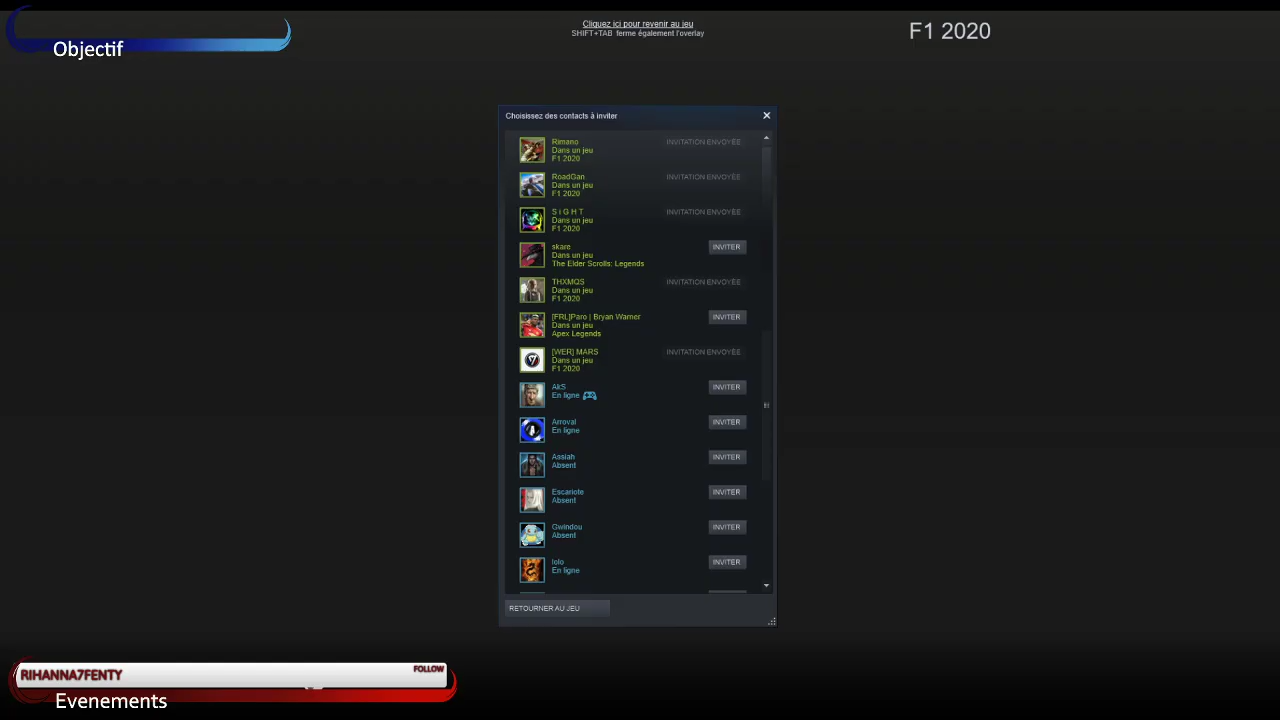 Objectif
Cliquez ici pour revenir au jeu
SHIFT+TAB ferme également l'overlay
F1 2020
Choisissez des contacts à inviter
Rimano
Dans un jeu
F1 2020
INVITATION ENVOYÉE
RoadGan
Dans un jeu
F1 2020
INVITATION ENVOYÉE
S i G H T
Dans un jeu
F1 2020
INVITATION ENVOYÉE
skare
Dans un jeu
The Elder Scrolls: Legends
INVITER
THXMQS
Dans un jeu
F1 2020
INVITATION ENVOYÉE
[FRL]Paro | Bryan Warner
Dans un jeu
Apex Legends
INVITER
[WER] MARS
Dans un jeu
F1 2020
INVITATION ENVOYÉE
AkS
En ligne
INVITER
Arroval
En ligne
INVITER
Assiah
Absent
INVITER
Escariote
Absent
INVITER
Gwindou
Absent
INVITER
lolo
En ligne
INVITER
RETOURNER AU JEU
RIHANNA7FENTY
FOLLOW
Evenements